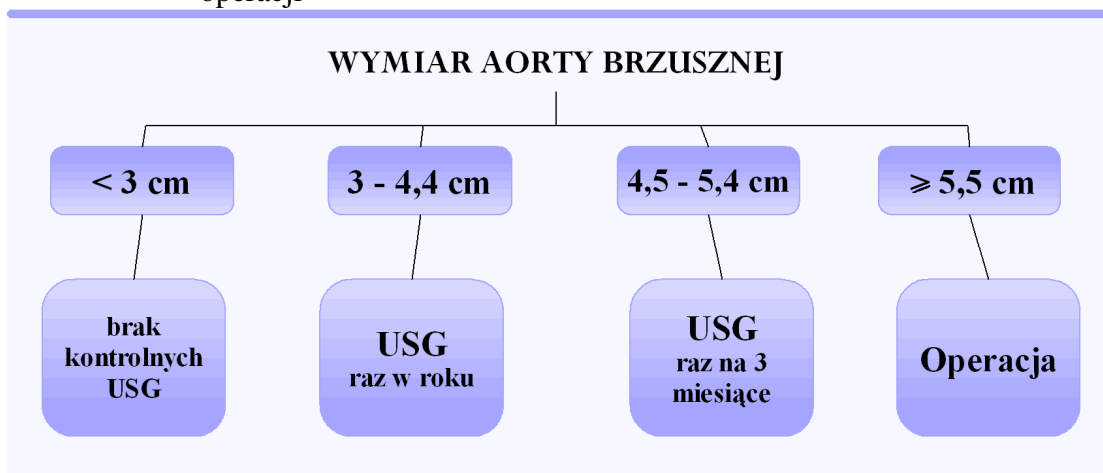 operacji
WYMIAR AORTY BRZUSZNEJ
< 3 cm
3 - 4,4 cm
4,5 - 5,4 cm
⩾ 5,5 cm
brak
kontrolnych
USG
USG
raz w roku
USG
raz na 3
miesiące
Operacja